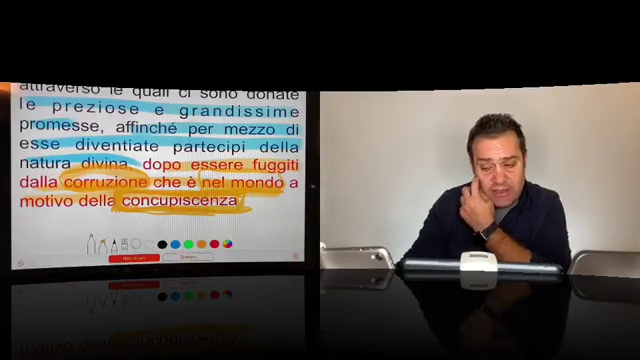 attraverso le quali ci sono donate
le preziose e grandissime
promesse, affinché per mezzo di
esse diventiate partecipi della
natura divina, dopo essere fuggiti
dalla corruzione che è nel mondo a
motivo della concupiscenza